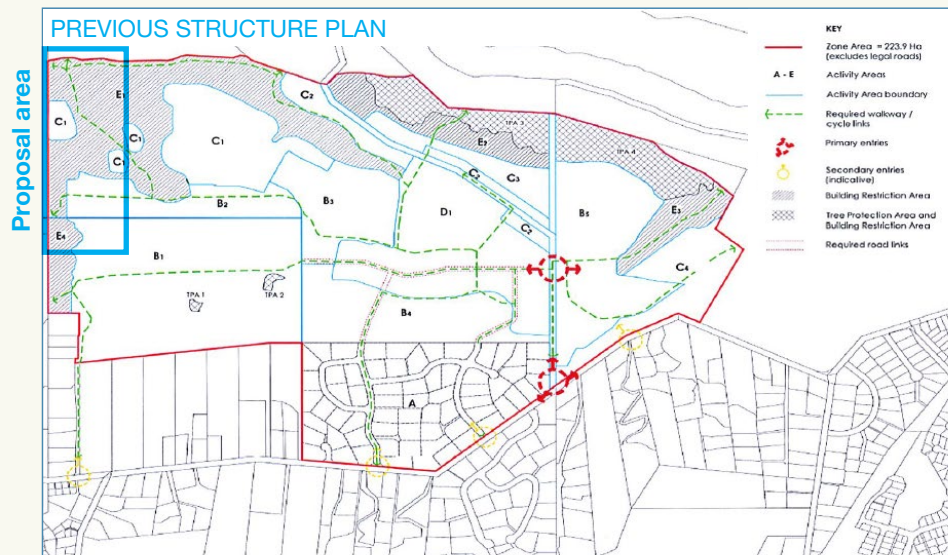 PREVIOUS STRUCTURE PLAN
Proposal area
KEY
Zone Area = 223.9 Ha
(excludes legal roads)
A - E Activity Areas
Activity Area boundary
Required walkway /
cycle links
Primary entries
Secondary entries
(indicative)
Building Restriction Area
Tree Protection Area and
Building Restriction Area
Required road links
E1
C1
C1
C1
C1
C2
TPA 3
E2
TPA 4
C2
C3
B2
B3
D1
C2
B5
E3
E4
B1
C4
TPA 1
TPA 2
B4
A